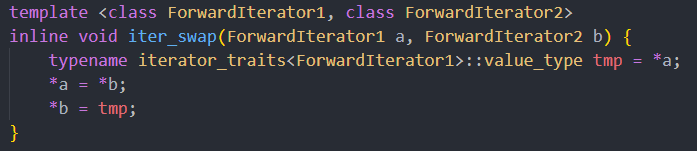 template <class ForwardIterator1, class ForwardIterator2>
inline void iter_swap(ForwardIterator1 a, ForwardIterator2 b) {
    typename iterator_traits<ForwardIterator1>::value_type tmp = *a;
    *a = *b;
    *b = tmp;
}